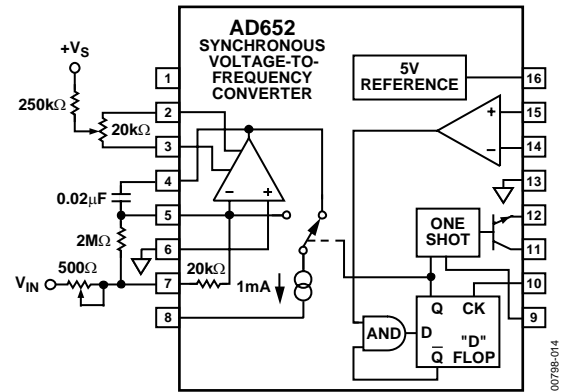 AD652
SYNCHRONOUS
VOLTAGE-TO-
FREQUENCY
CONVERTER
+VS
250kΩ
20kΩ
0.02μF
2MΩ
500Ω
VIN
1
2
3
4
5
6
7
8
–
+
20kΩ
1mA
5V
REFERENCE
+
–
ONE
SHOT
AND
Q
CK
D
"D"
FLOP
Q̅
16
15
14
13
12
11
10
9
00798-014